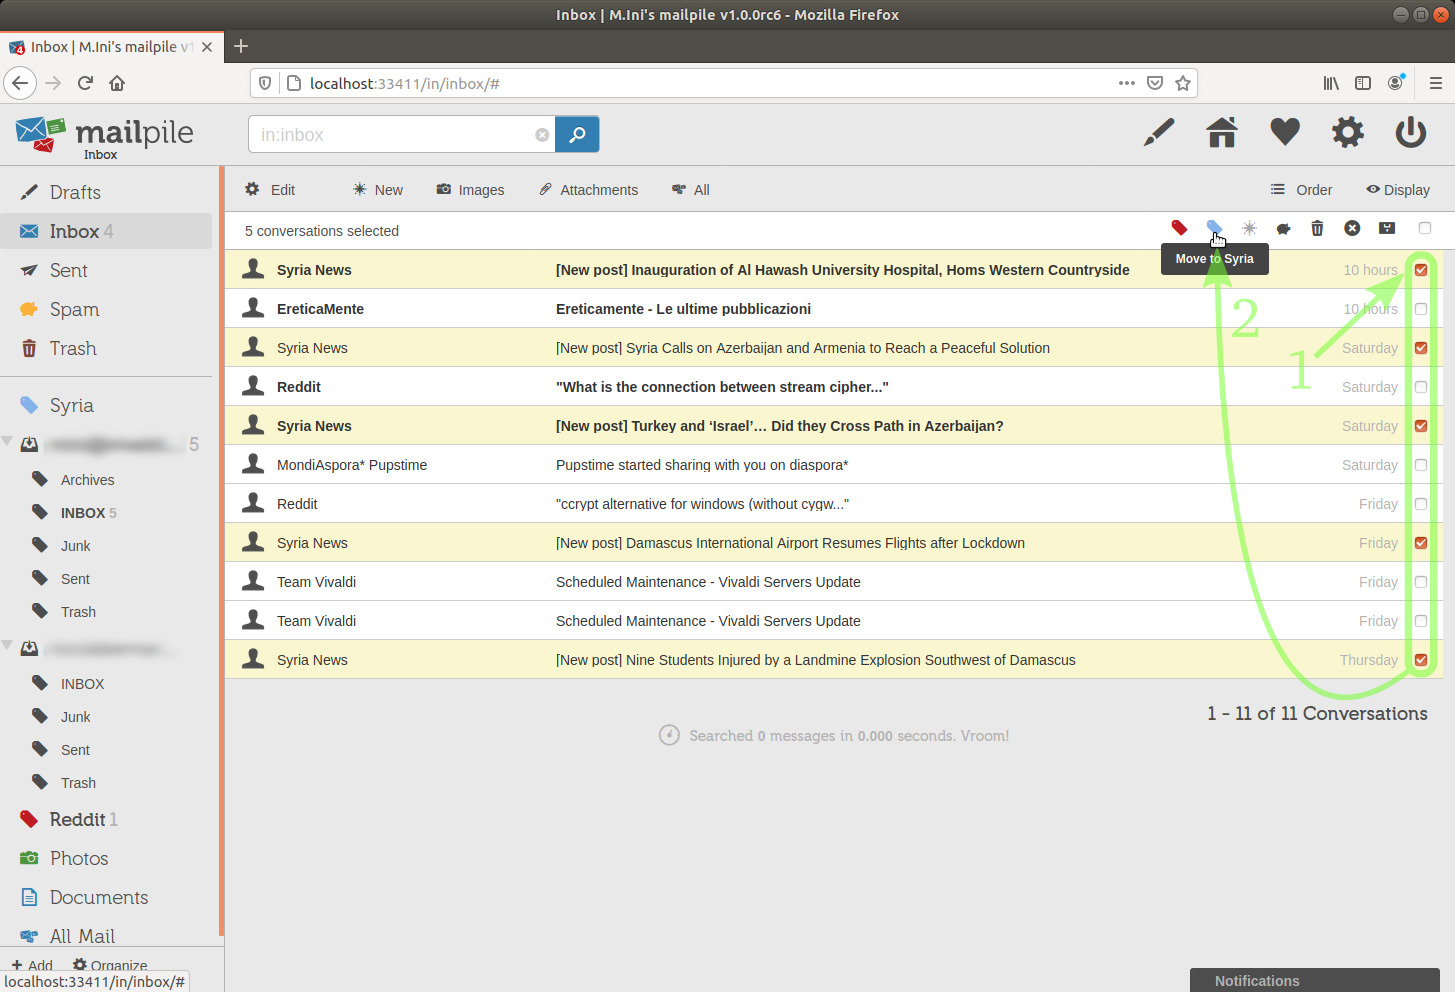 Inbox | M.Ini's mailpile v1.0.0rc6 - Mozilla Firefox
4 Inbox | M.Ini's mailpile v1
localhost:33411/in/inbox/#
mailpile
Inbox
in:inbox
Drafts
Inbox 4
Sent
Spam
Trash
Syria
5
Archives
INBOX 5
Junk
Sent
Trash
INBOX
Junk
Sent
Trash
Reddit 1
Photos
Documents
All Mail
Add Organize
localhost:33411/in/inbox/#
Edit New Images Attachments All Order Display
5 conversations selected
Move to Syria
Syria News [New post] Inauguration of Al Hawash University Hospital, Homs Western Countryside 10 hours
EreticaMente Ereticamente - Le ultime pubblicazioni 10 hours
2
Syria News [New post] Syria Calls on Azerbaijan and Armenia to Reach a Peaceful Solution Saturday
1
Reddit "What is the connection between stream cipher..." Saturday
Syria News [New post] Turkey and ‘Israel’… Did they Cross Path in Azerbaijan? Saturday
MondiAspora* Pupstime Pupstime started sharing with you on diaspora* Saturday
Reddit "ccrypt alternative for windows (without cygw..." Friday
Syria News [New post] Damascus International Airport Resumes Flights after Lockdown Friday
Team Vivaldi Scheduled Maintenance - Vivaldi Servers Update Friday
Team Vivaldi Scheduled Maintenance - Vivaldi Servers Update Friday
Syria News [New post] Nine Students Injured by a Landmine Explosion Southwest of Damascus Thursday
1 - 11 of 11 Conversations
Searched 0 messages in 0.000 seconds. Vroom!
Notifications